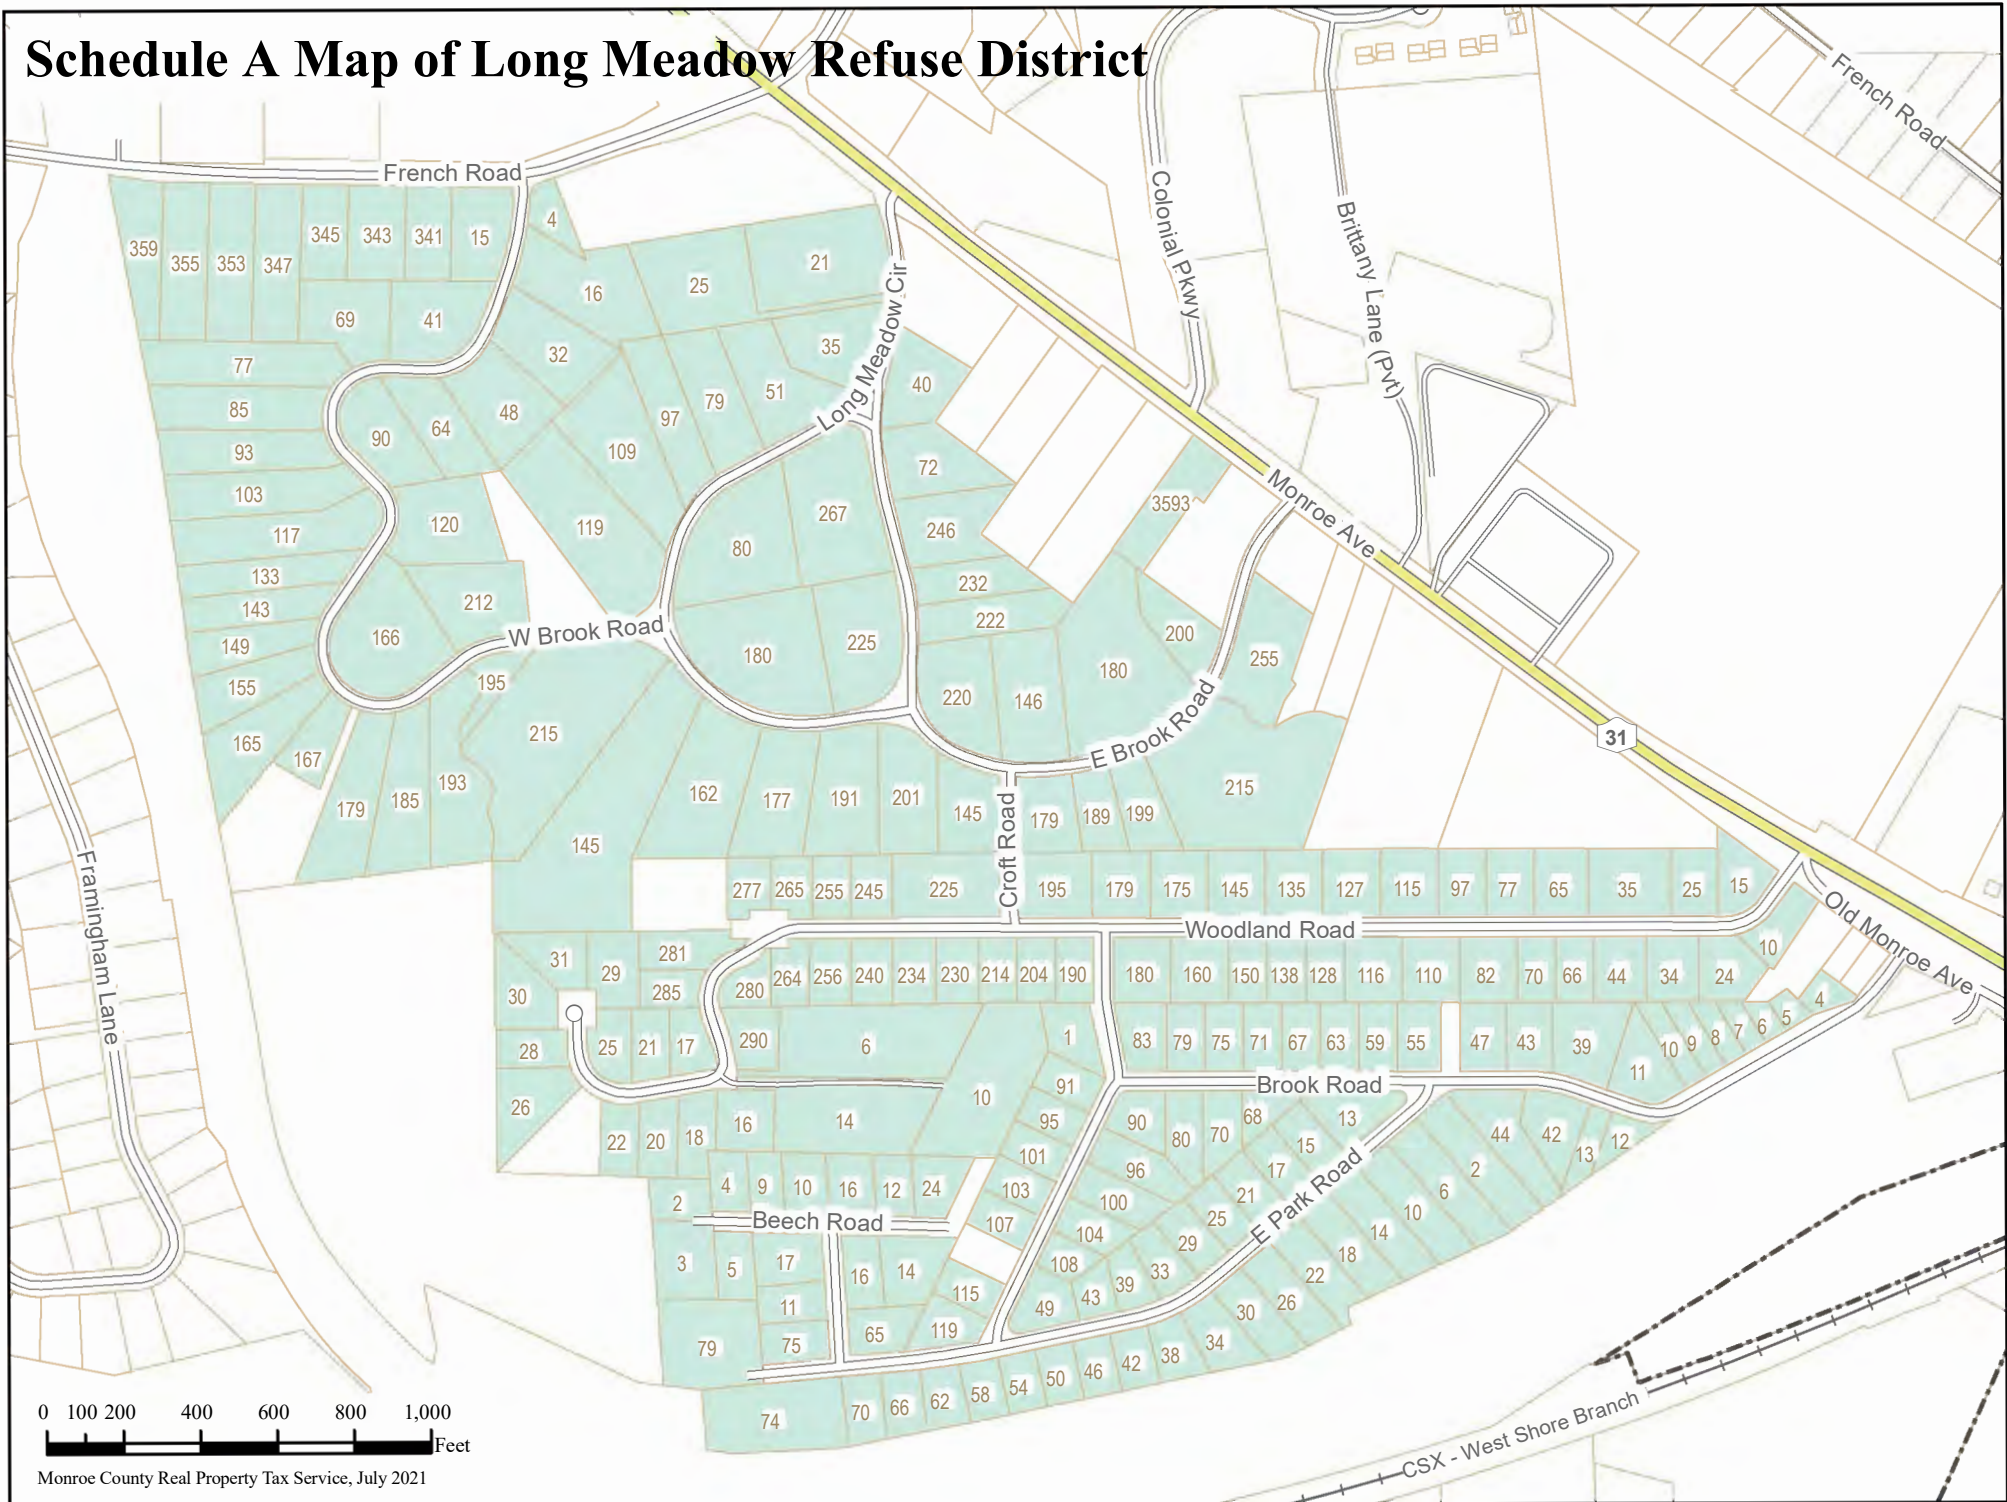 Schedule A Map of Long Meadow Refuse District
French Road
French Road
Colonial Pkwy
Brittany Lane (Pvt)
Long Meadow Cir
Monroe Ave
31
W Brook Road
E Brook Road
Croft Road
Woodland Road
Old Monroe Ave
Brook Road
E Park Road
Beech Road
Framingham Lane
CSX - West Shore Branch
359 355 353 347 345 343 341 15 4
69 41 16 25 21
77 32 35
85 90 64 48 97 79 51 40
93 109 72
103 120 119 80 267 246 3593
117
133 212 232
143 166 222 200
149 195 180 225 180 255
155 220 146
165 167 215
179 185 193 162 177 191 201 145 179 189 199 215
145
277 265 255 245 225 195 179 175 145 135 127 115 97 77 65 35 25 15
31 29 281 10
30 285 280 264 256 240 234 230 214 204 190 180 160 150 138 128 116 110 82 70 66 44 34 24
28 25 21 17 290 6 1 83 79 75 71 67 63 59 55 47 43 39 11 10 9 8 7 6 5 4
26 10 91
22 20 18 16 14 95 90 80 70 68 13 44 42 13 12
101 96 17 15 2
2 4 9 10 16 12 24 103 100 21 6
107 104 25 10
3 5 17 16 14 108 29 14
11 115 49 43 39 33 18
79 75 65 119 22
26
30
74 70 66 62 58 54 50 46 42 38 34
0 100 200 400 600 800 1,000
Feet
Monroe County Real Property Tax Service, July 2021